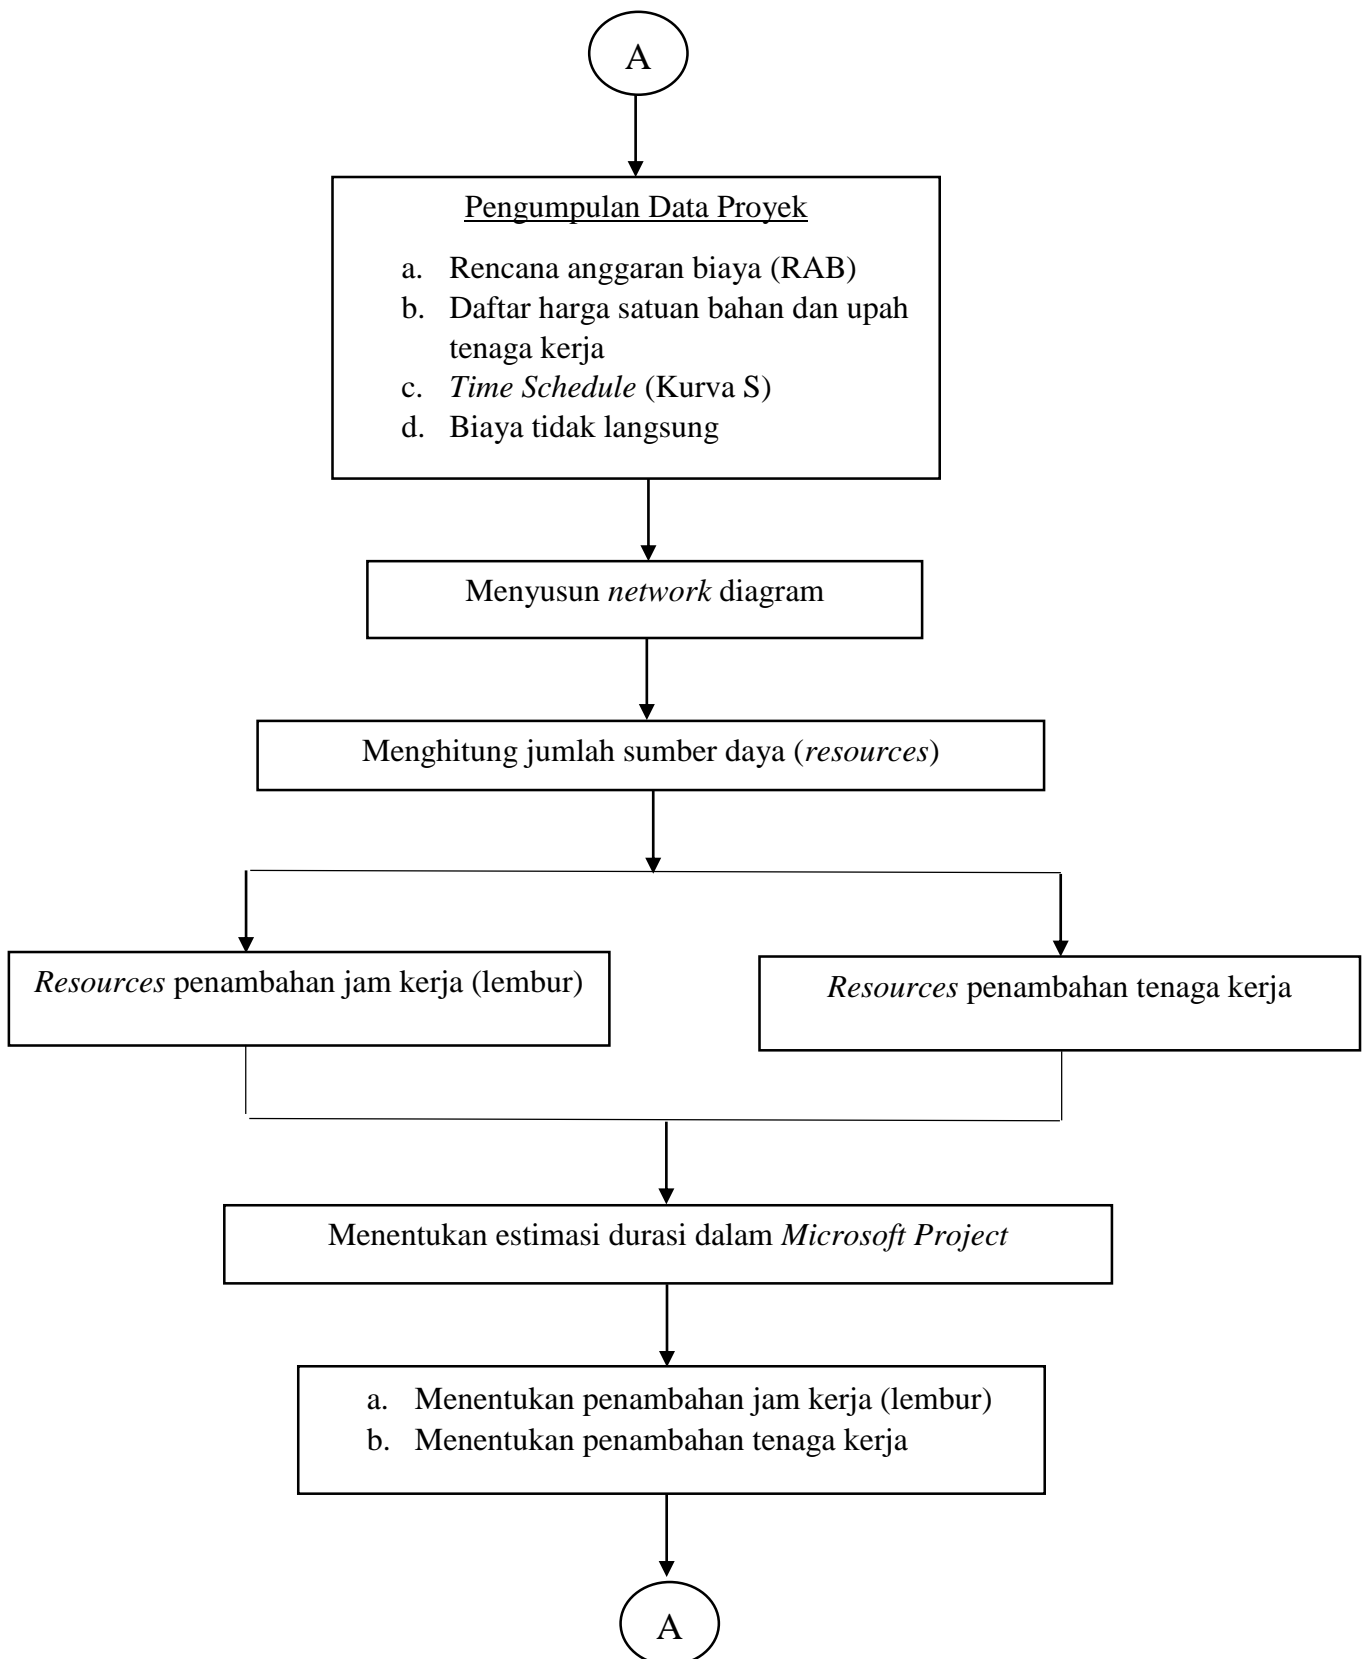 A
Pengumpulan Data Proyek
a. Rencana anggaran biaya (RAB)
b. Daftar harga satuan bahan dan upah
tenaga kerja
c. Time Schedule (Kurva S)
d. Biaya tidak langsung
Menyusun network diagram
Menghitung jumlah sumber daya (resources)
Resources penambahan jam kerja (lembur)
Resources penambahan tenaga kerja
Menentukan estimasi durasi dalam Microsoft Project
a. Menentukan penambahan jam kerja (lembur)
b. Menentukan penambahan tenaga kerja
A